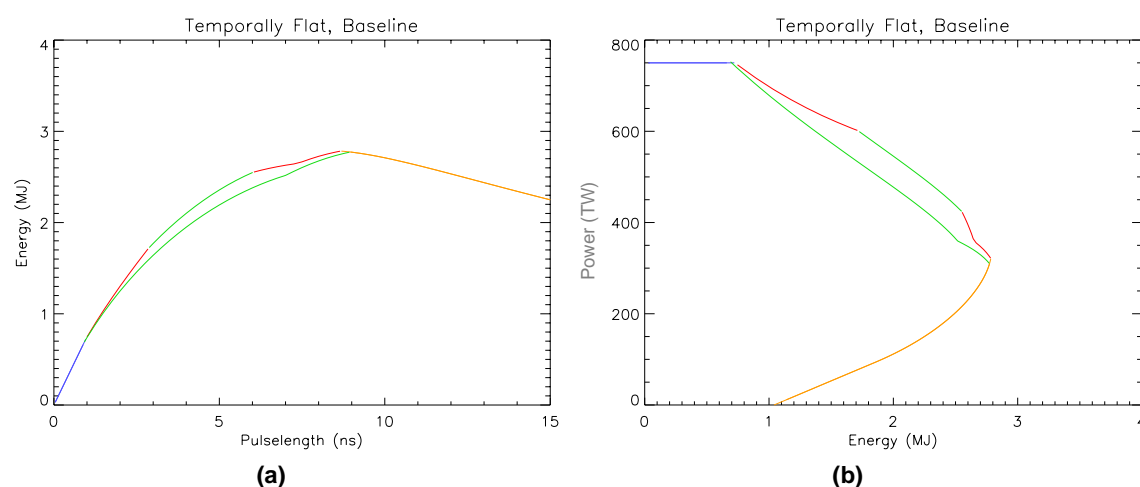 Temporally Flat, Baseline
4
3
2
1
0
Energy (MJ)
0 5 10 15
Pulselength (ns)
(a)
Temporally Flat, Baseline
800
600
400
200
0
Power (TW)
0 1 2 3 4
Energy (MJ)
(b)